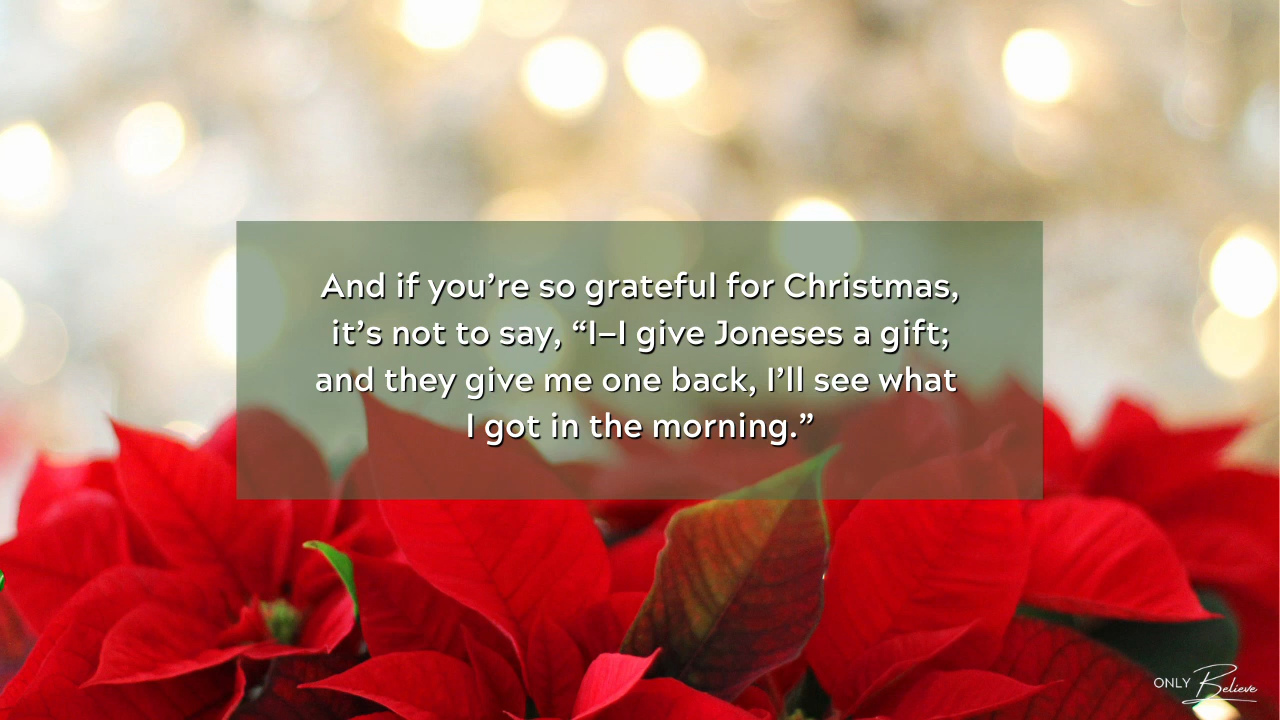 And if you’re so grateful for Christmas,
it’s not to say, “I–I give Joneses a gift;
and they give me one back, I’ll see what
I got in the morning.”
ONLY Believe